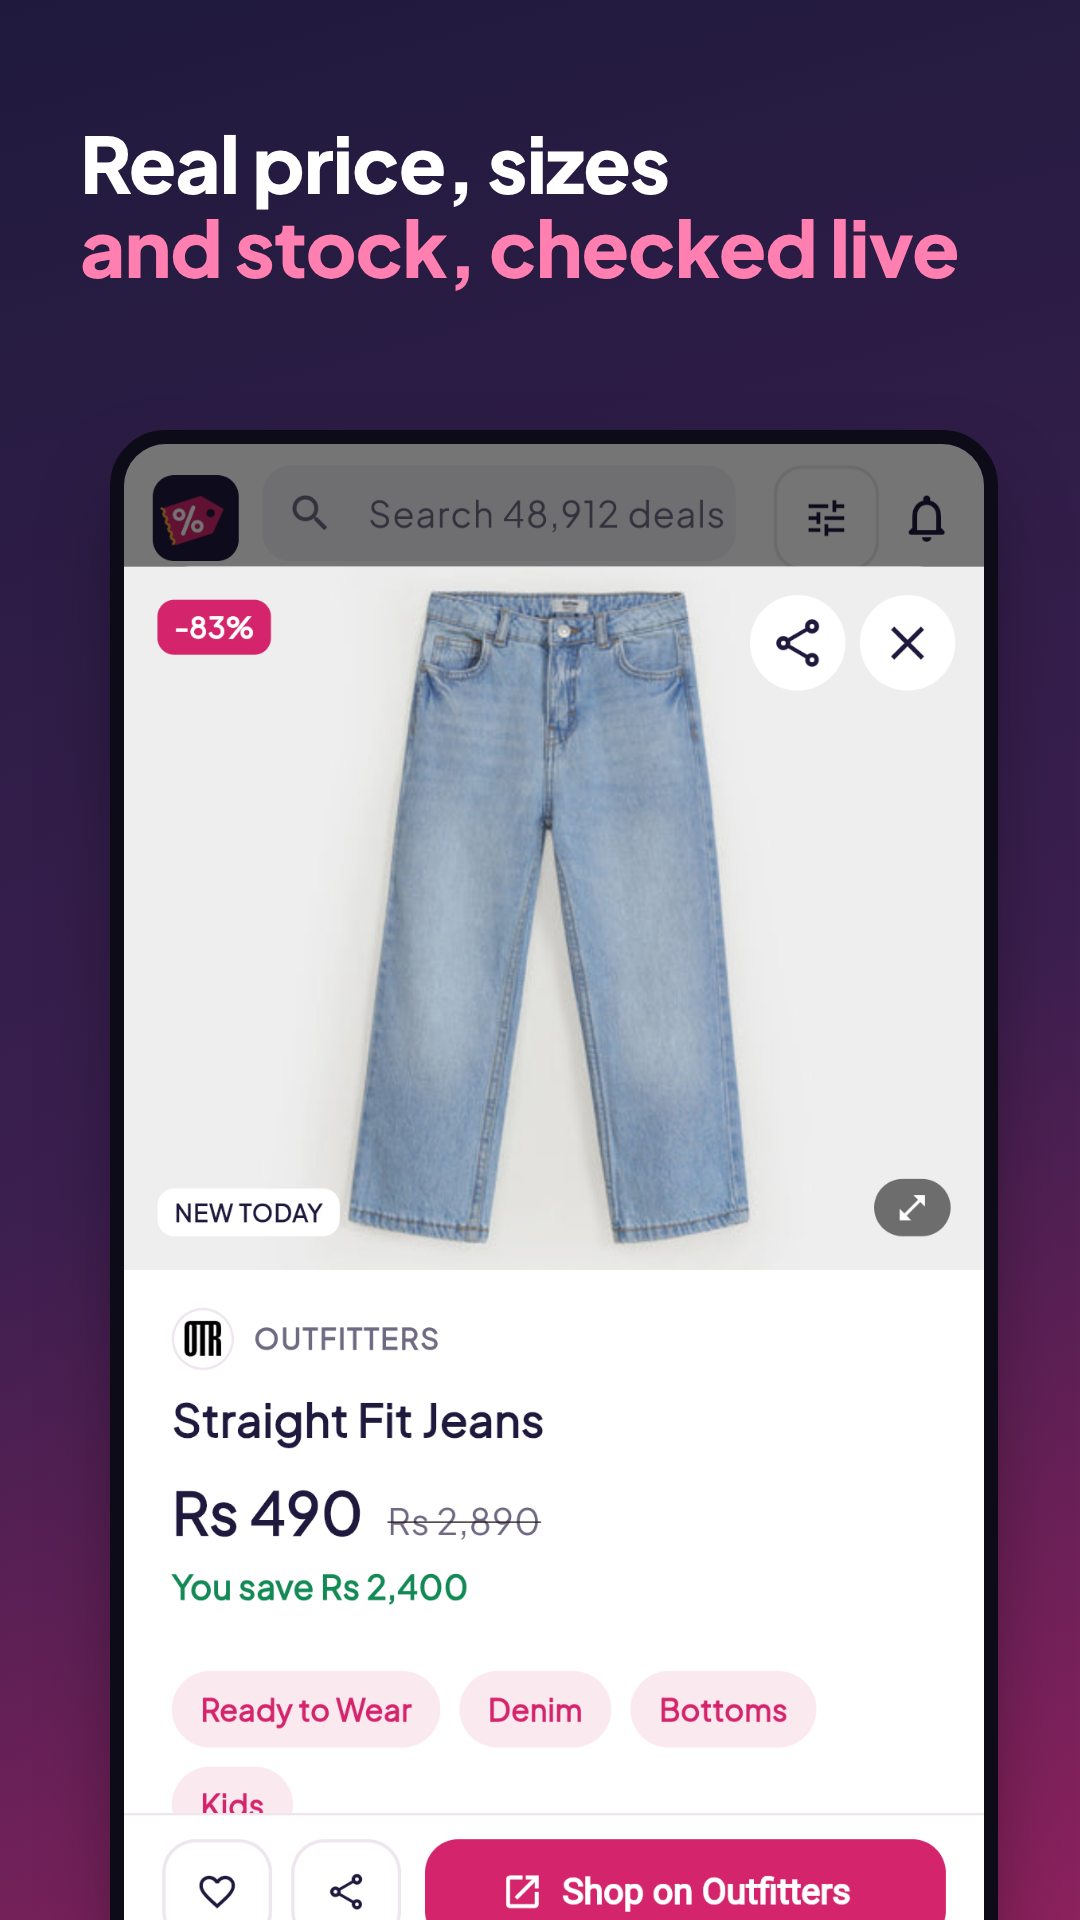 Real price, sizes
and stock, checked live
%
Search 48,912 deals
-83%
NEW TODAY
OTR
OUTFITTERS
Straight Fit Jeans
Rs 490 Rs 2,890
You save Rs 2,400
Ready to Wear Denim Bottoms
Kids
Shop on Outfitters